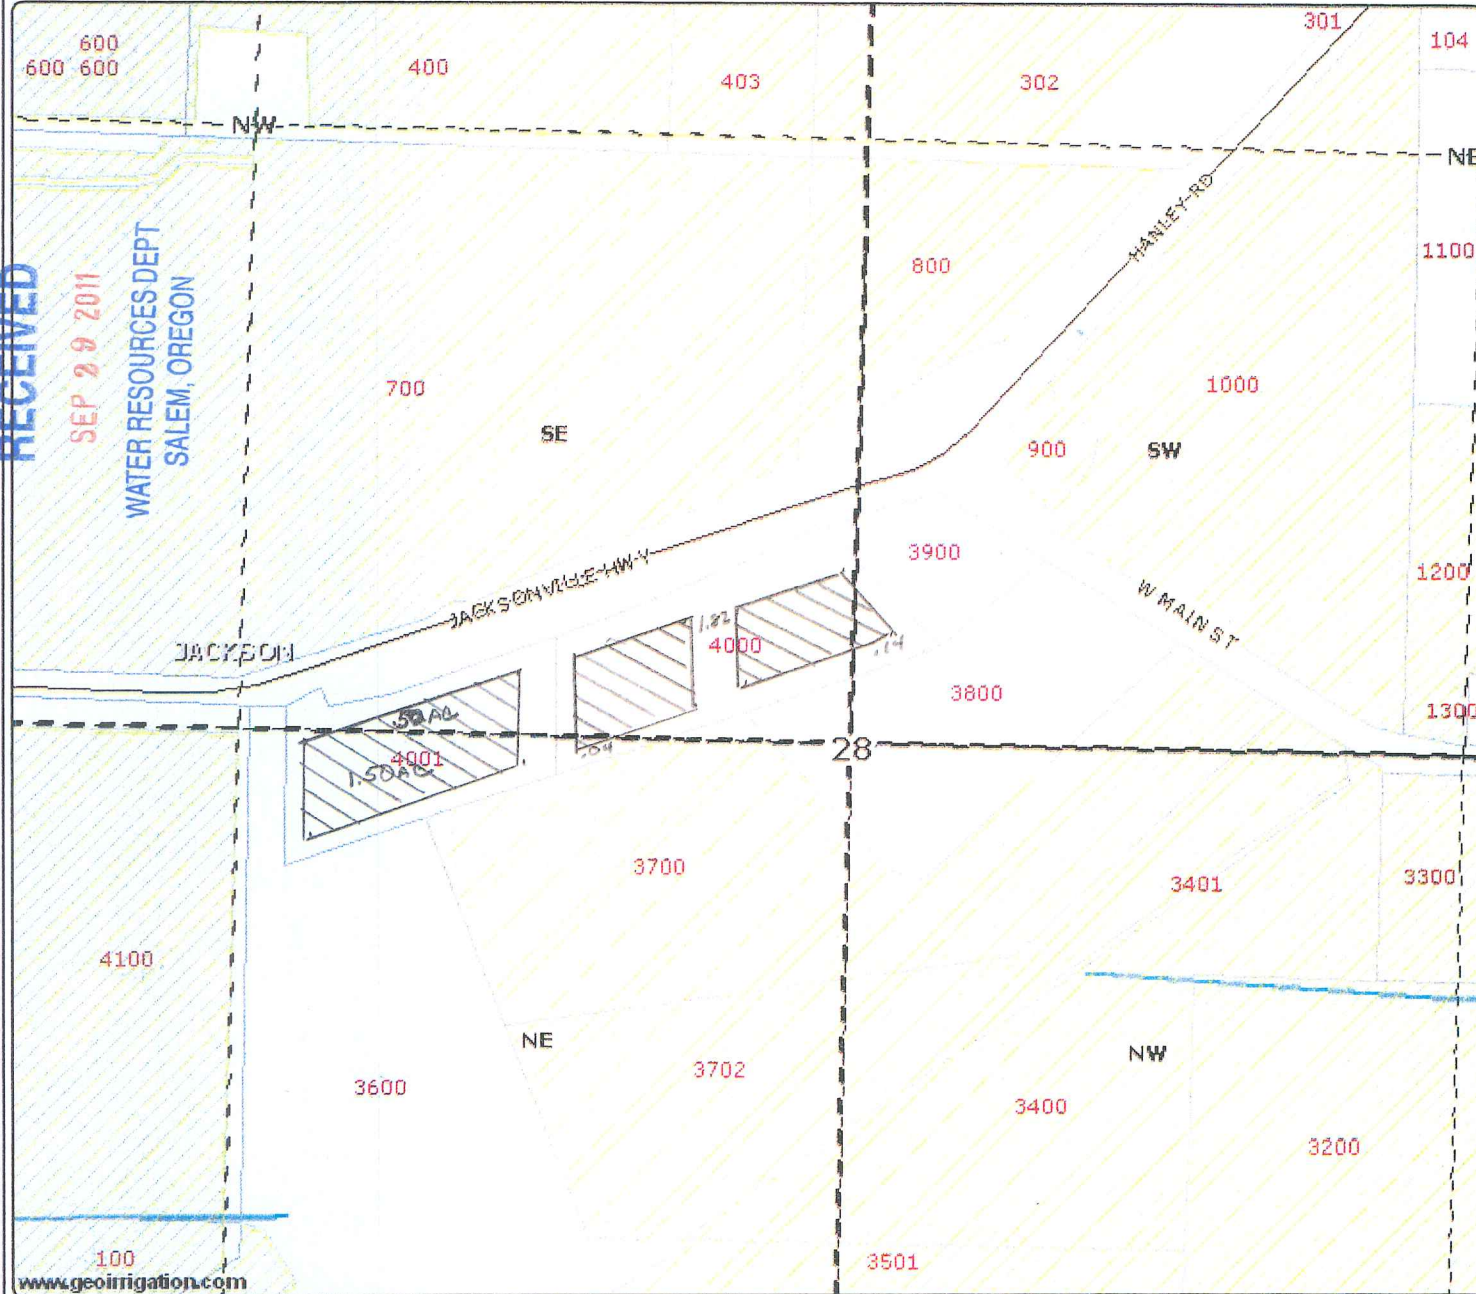 600
600 600
400
403
302
301
104
NW
NE
RECEIVED
SEP 29 2011
WATER RESOURCES DEPT
SALEM, OREGON
HANLEY RD
800
1100
700
1000
SE
900
SW
3900
JACKSONVILLE HWY
1200
W MAIN ST
1.82
4000
.14
JACKSON
3800
.50 AC
1300
.04
28
4001
1.50 AC
3700
3401
3300
4100
NE
NW
3702
3600
3400
3200
100
3501
www.geoirrigation.com